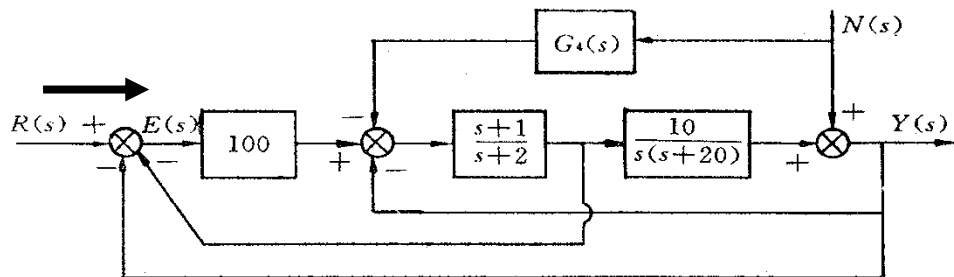 N(s)
G₄(s)
−
+
R(s)
+
E(s)
100
−
s+1
s+2
10
s(s+20)
Y(s)
−
−
+
−
+